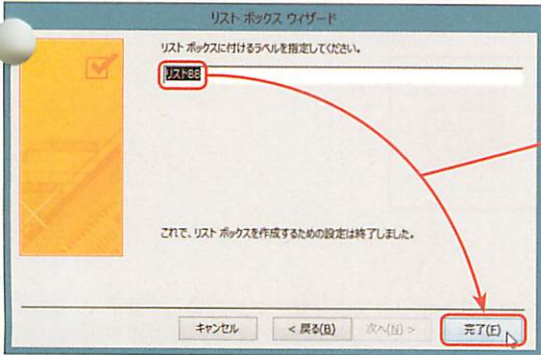 リスト ボックス ウィザード
リスト ボックスに付けるラベルを指定してください。
リスト88
これで、リスト ボックスを作成するための設定は終了しました。
キャンセル < 戻る(B) 次へ(N) > 完了(F)